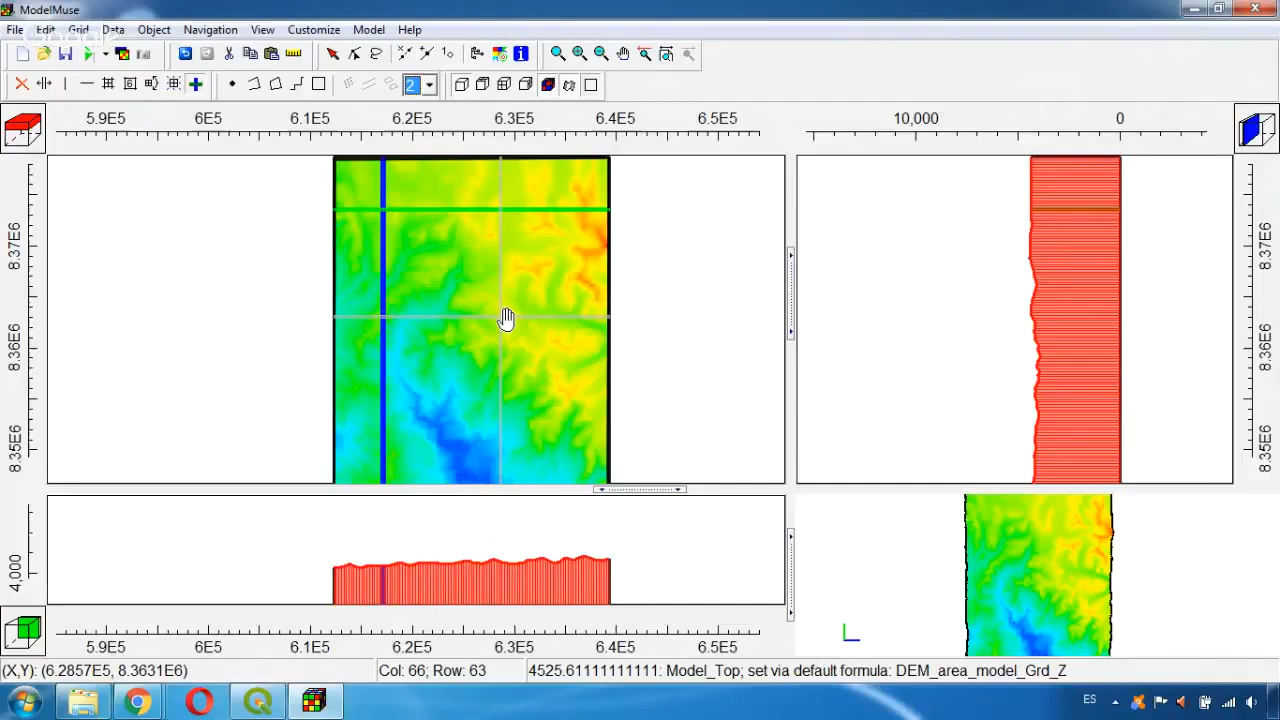 ModelMuse
File Edit Grid Data Object Navigation View Customize Model Help
Google
2
5.9E5 6E5 6.1E5 6.2E5 6.3E5 6.4E5 6.5E5
10,000 0
8.37E6
8.36E6
8.35E6
8.37E6
8.36E6
8.35E6
4,000
5.9E5 6E5 6.1E5 6.2E5 6.3E5 6.4E5 6.5E5
(X,Y): (6.2857E5, 8.3631E6) Col: 66; Row: 63 4525.61111111111: Model_Top; set via default formula: DEM_area_model_Grd_Z
ES